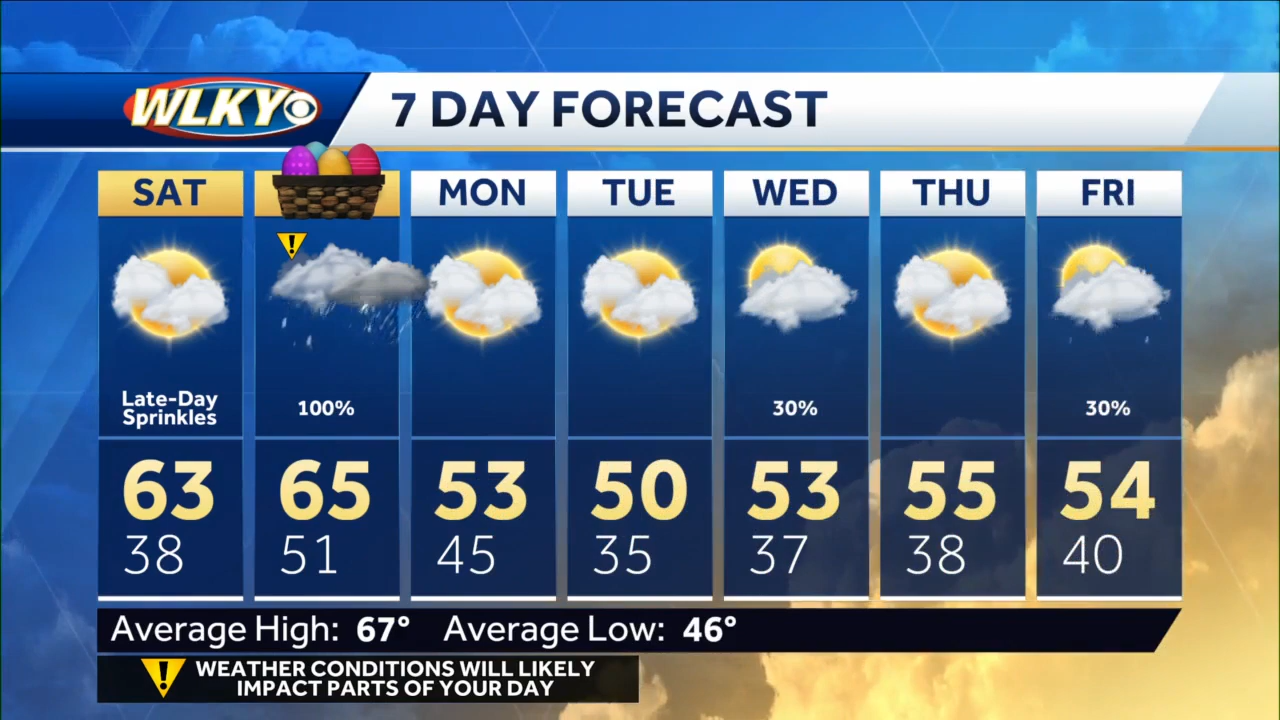 WLKY
7 DAY FORECAST
SAT
MON
TUE
WED
THU
FRI
!
Late-Day
Sprinkles
100%
30%
30%
63
65
53
50
53
55
54
38
51
45
35
37
38
40
Average High: 67° Average Low: 46°
! WEATHER CONDITIONS WILL LIKELY
IMPACT PARTS OF YOUR DAY